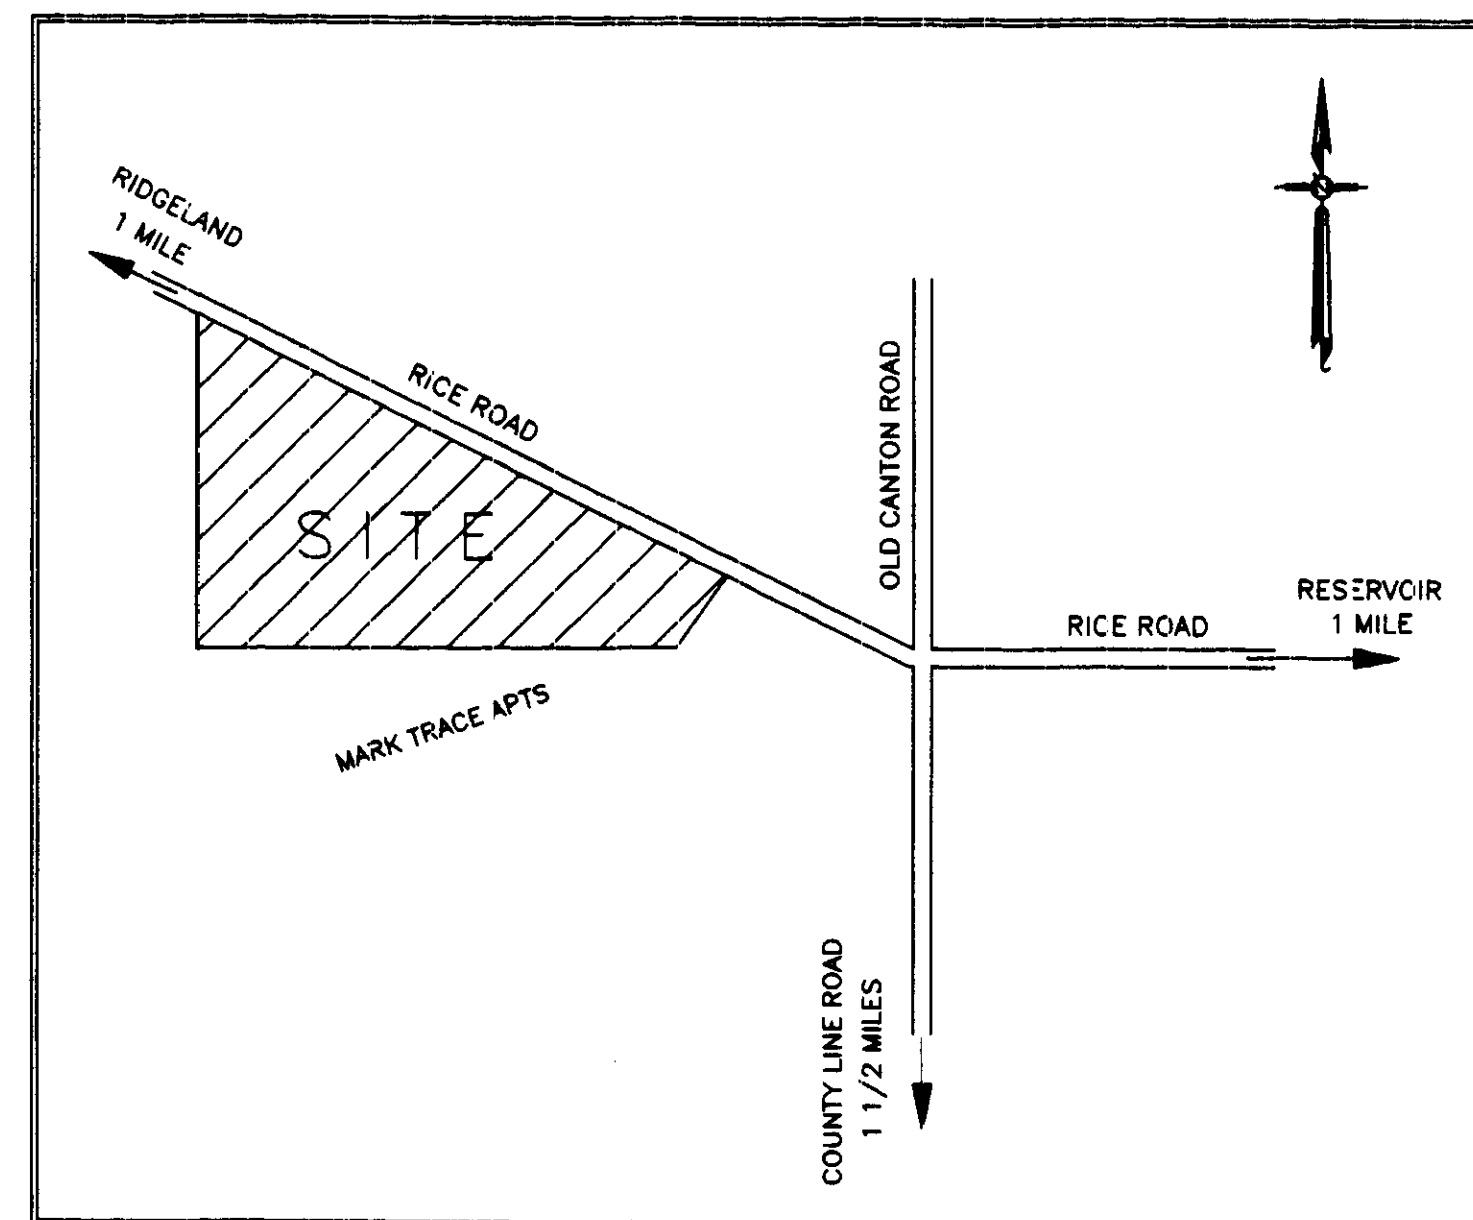 RIDGELAND
1 MILE
RICE ROAD
OLD CANTON ROAD
SITE
RESERVOIR
1 MILE
RICE ROAD
MARK TRACE APTS
COUNTY LINE ROAD
1 1/2 MILES